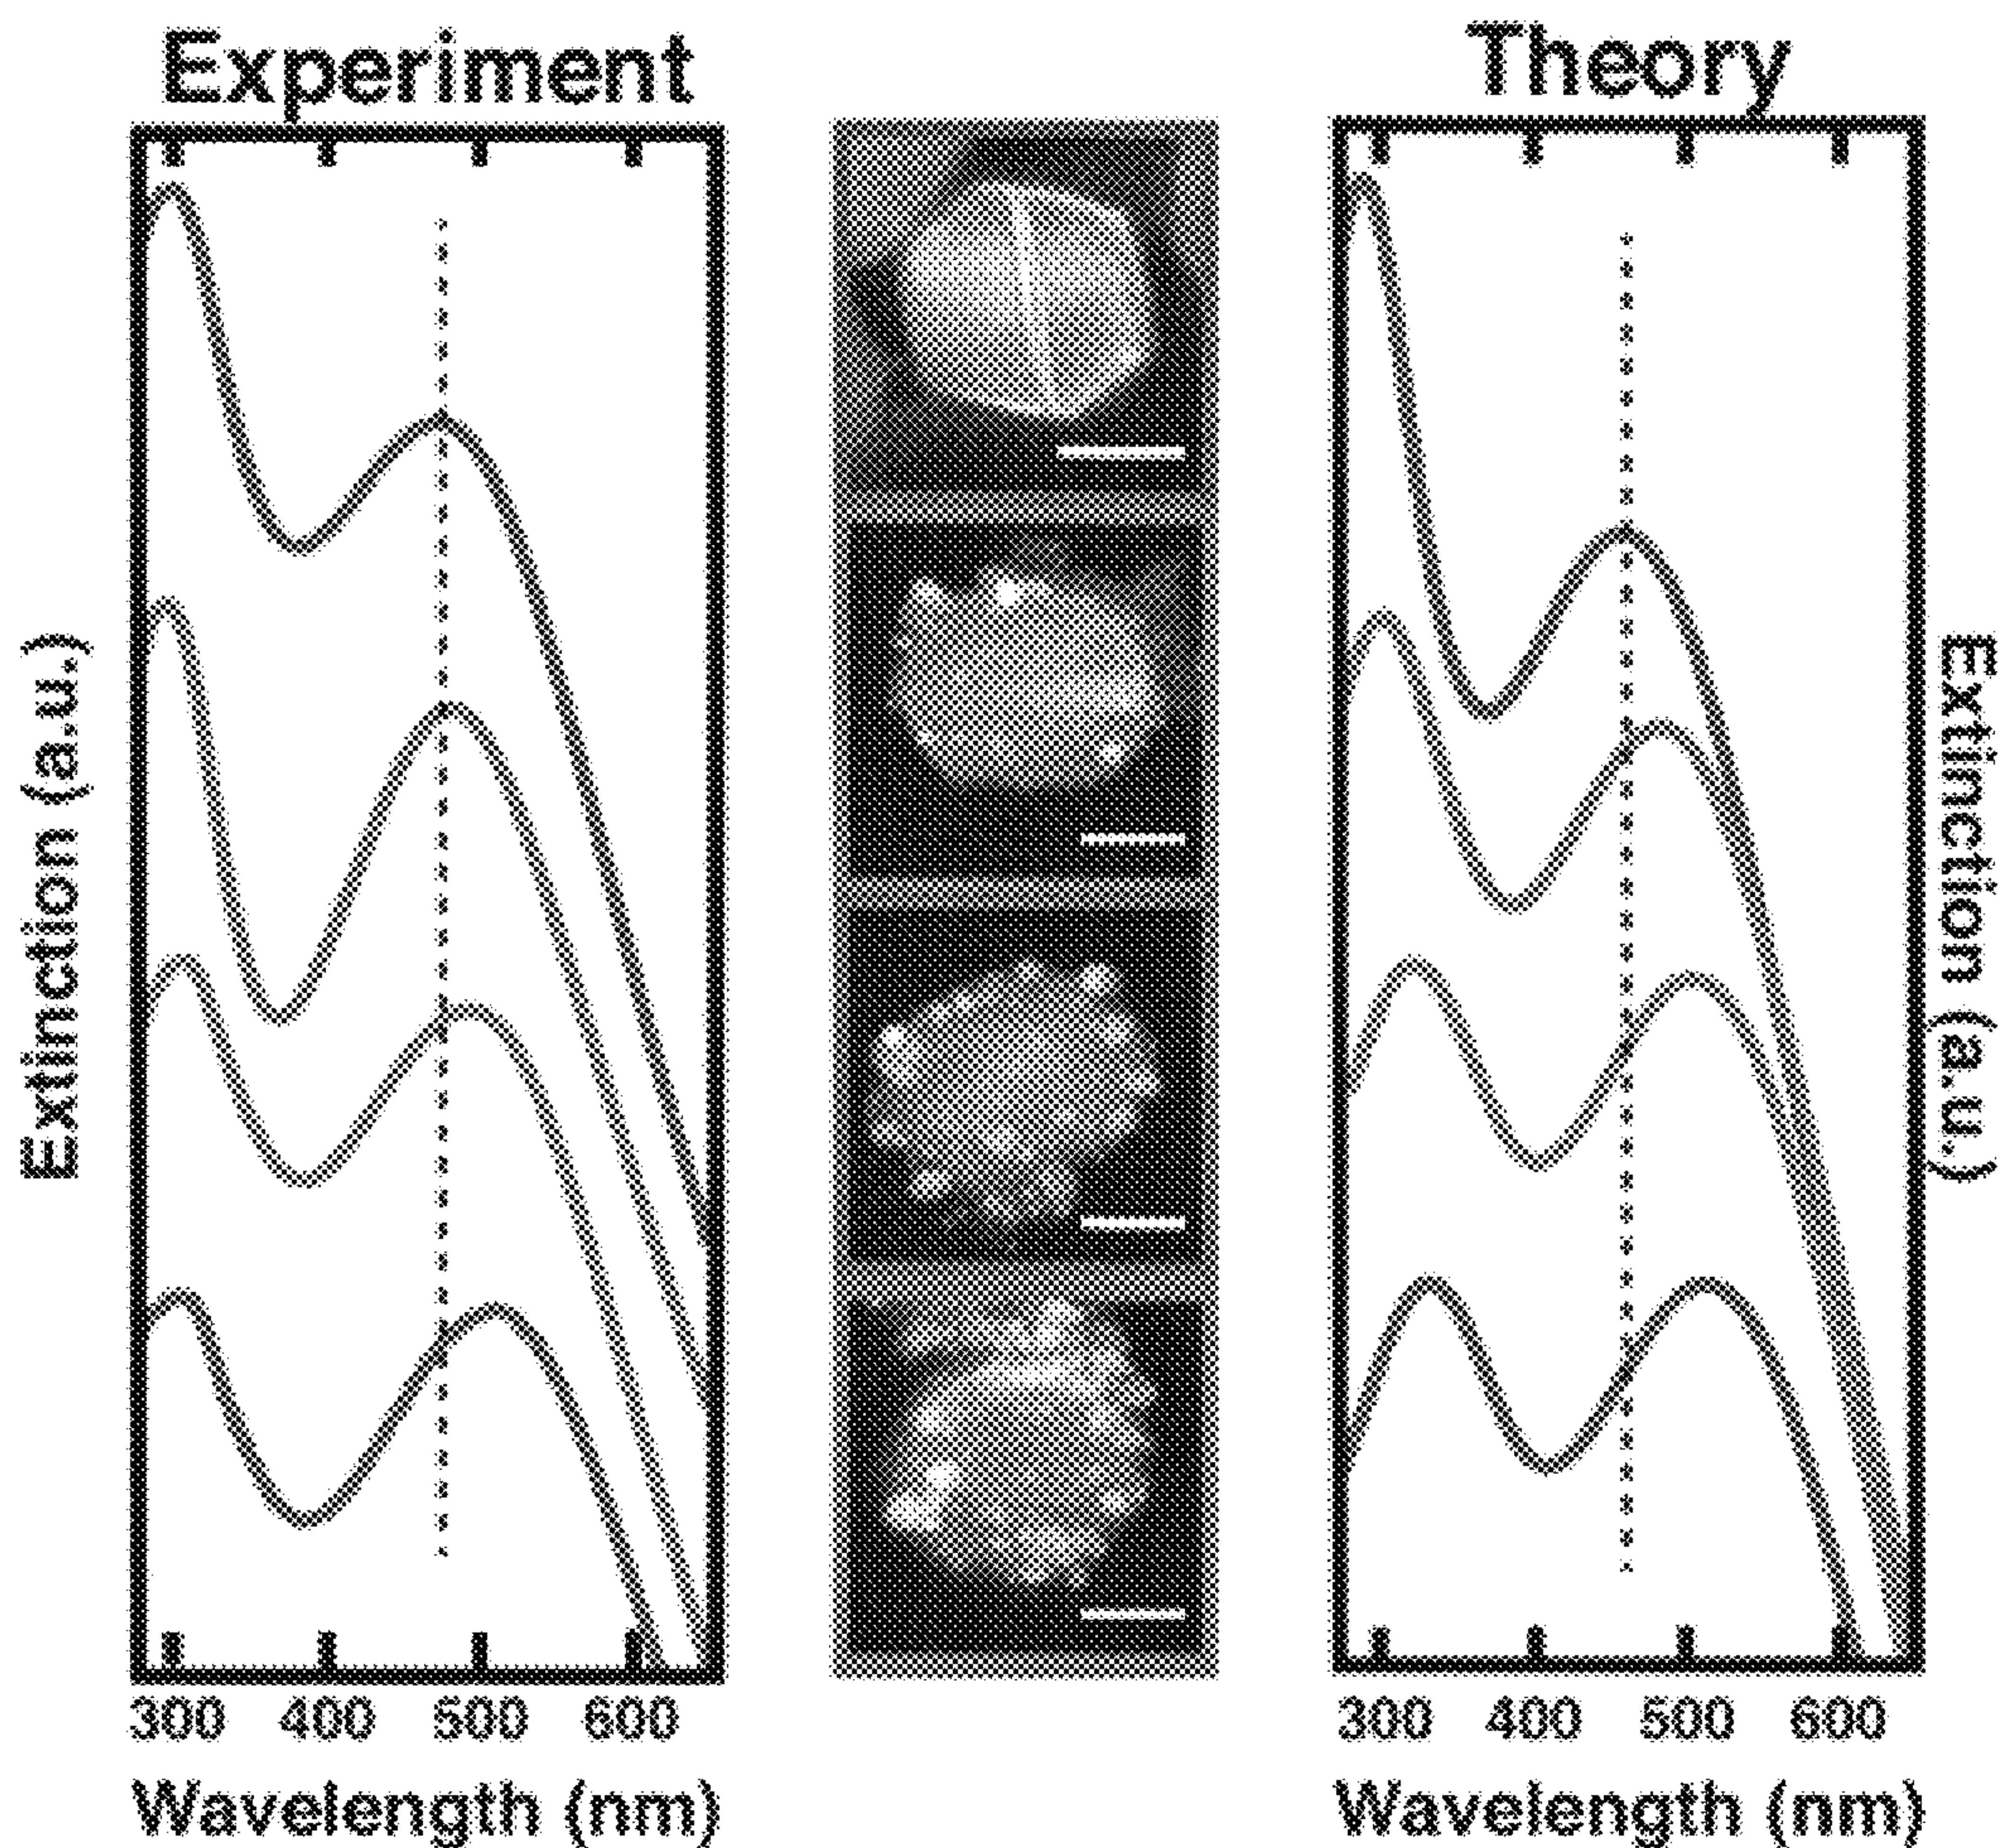 Experiment
Theory
Extinction (a.u.)
Extinction (a.u.)
300 400 500 600
300 400 500 600
Wavelength (nm)
Wavelength (nm)